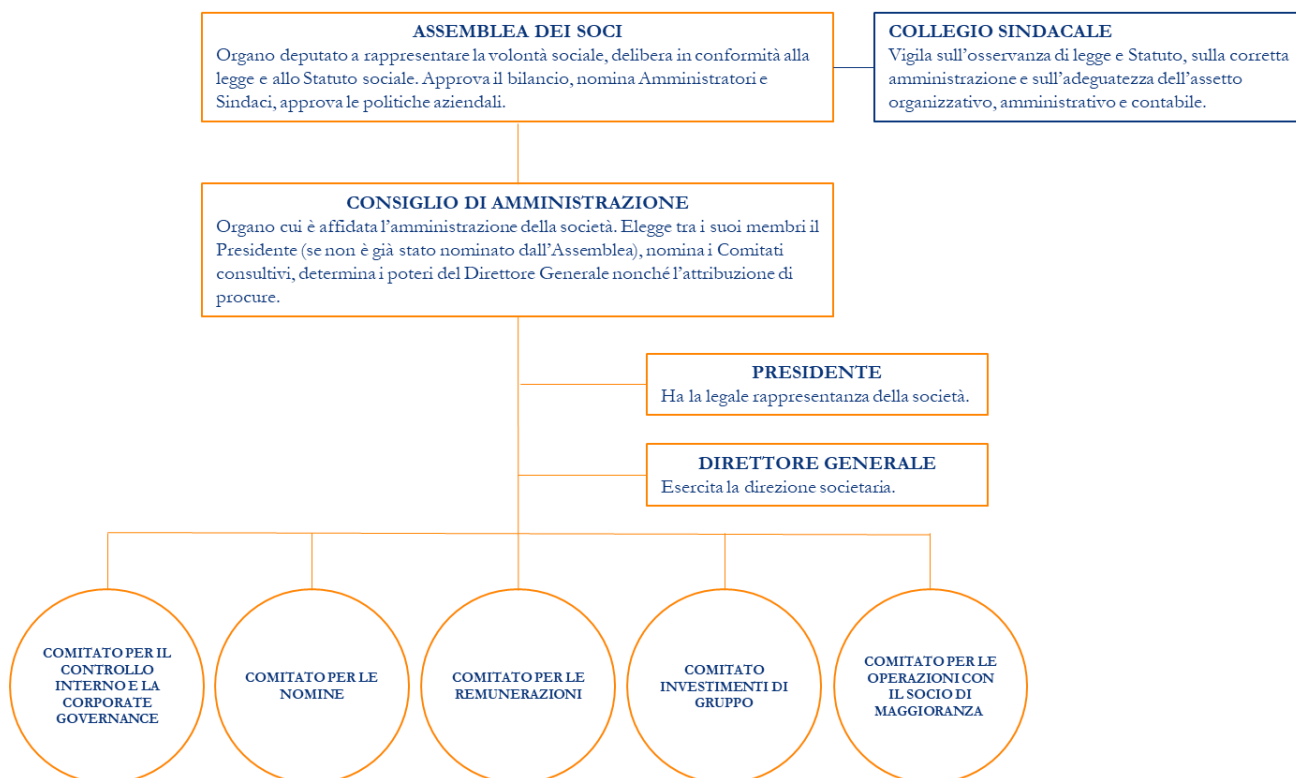 ASSEMBLEA DEI SOCI
Organo deputato a rappresentare la volontà sociale, delibera in conformità alla
legge e allo Statuto sociale. Approva il bilancio, nomina Amministratori e
Sindaci, approva le politiche aziendali.
COLLEGIO SINDACALE
Vigila sull'osservanza di legge e Statuto, sulla corretta
amministrazione e sull'adeguatezza dell'assetto
organizzativo, amministrativo e contabile.
CONSIGLIO DI AMMINISTRAZIONE
Organo cui è affidata l'amministrazione della società. Elegge tra i suoi membri il
Presidente (se non è già stato nominato dall'Assemblea), nomina i Comitati
consultivi, determina i poteri del Direttore Generale nonché l'attribuzione di
procure.
PRESIDENTE
Ha la legale rappresentanza della società.
DIRETTORE GENERALE
Esercita la direzione societaria.
COMITATO PER IL
CONTROLLO
INTERNO E LA
CORPORATE
GOVERNANCE
COMITATO PER LE
NOMINE
COMITATO PER LE
REMUNERAZIONI
COMITATO
INVESTIMENTI DI
GRUPPO
COMITATO PER LE
OPERAZIONI CON
IL SOCIO DI
MAGGIORANZA